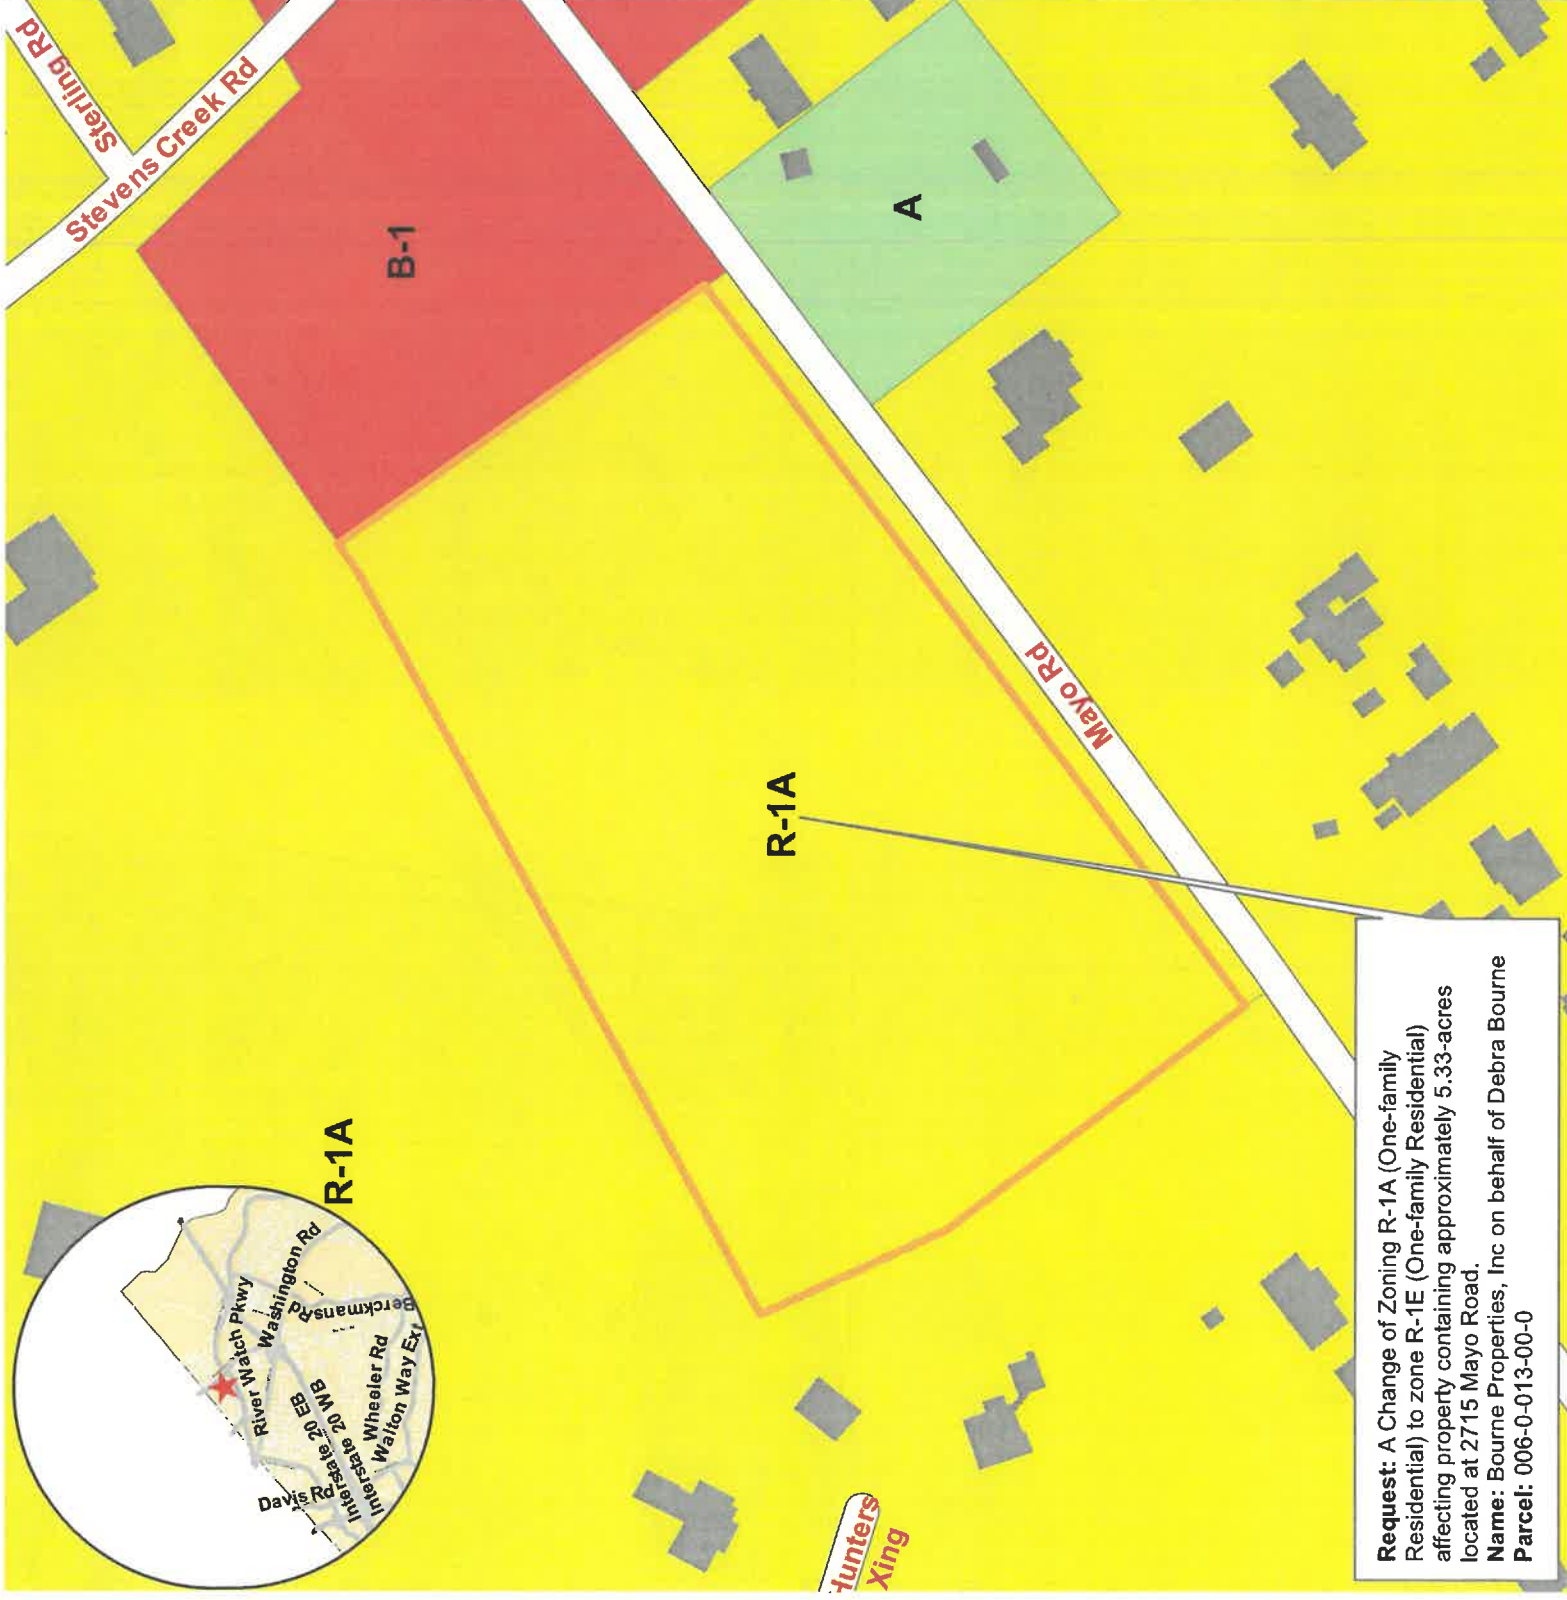 Sterling Rd
Stevens Creek Rd
B-1
A
R-1A
Mayo Rd
R-1A
River Watch Pkwy
Washington Rd
Berckmans Rd
Interstate 20 EB
Interstate 20 WB
Wheeler Rd
Walton Way Ex
Davis Rd
Hunters
Xing
Request: A Change of Zoning R-1A (One-family
Residential) to zone R-1E (One-family Residential)
affecting property containing approximately 5.33-acres
located at 2715 Mayo Road.
Name: Bourne Properties, Inc on behalf of Debra Bourne
Parcel: 006-0-013-00-0